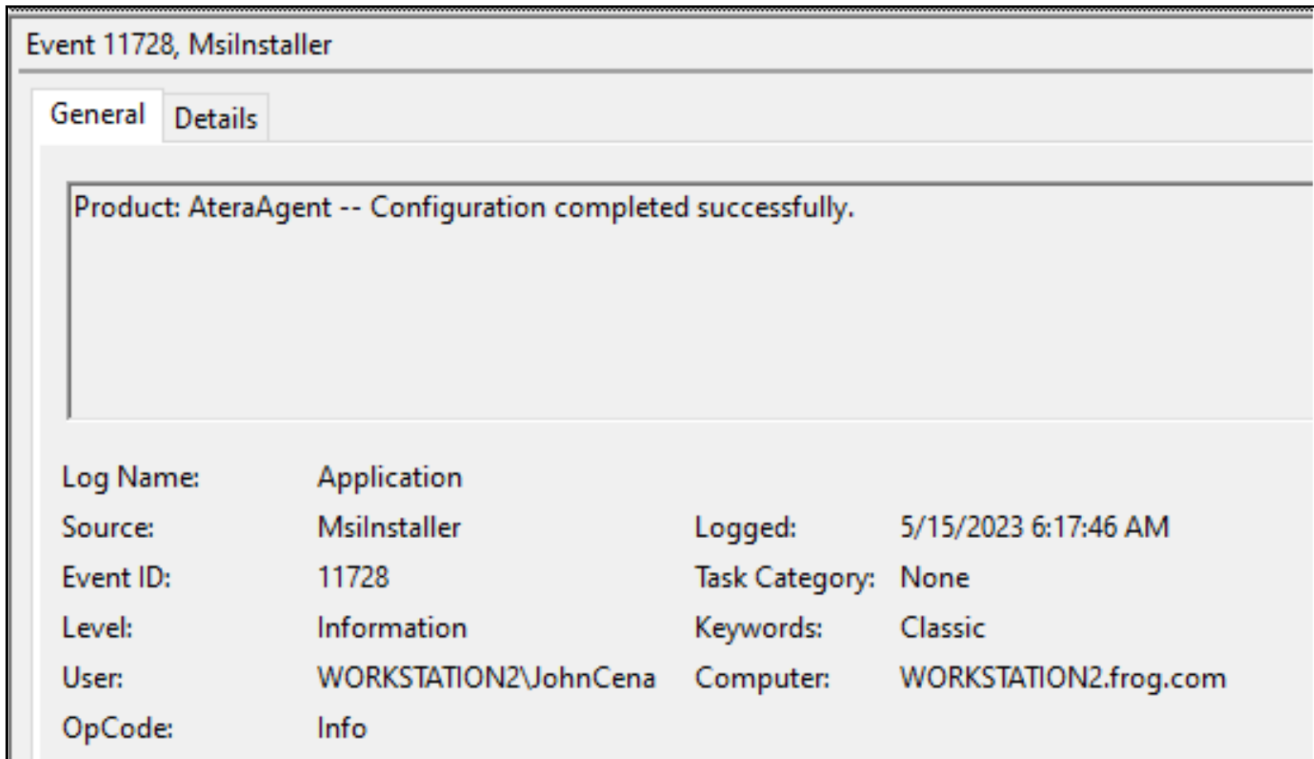 Event 11728, MsiInstaller
General Details
Product: AteraAgent -- Configuration completed successfully.
Log Name: Application
Source: MsiInstaller Logged: 5/15/2023 6:17:46 AM
Event ID: 11728 Task Category: None
Level: Information Keywords: Classic
User: WORKSTATION2\JohnCena Computer: WORKSTATION2.frog.com
OpCode: Info